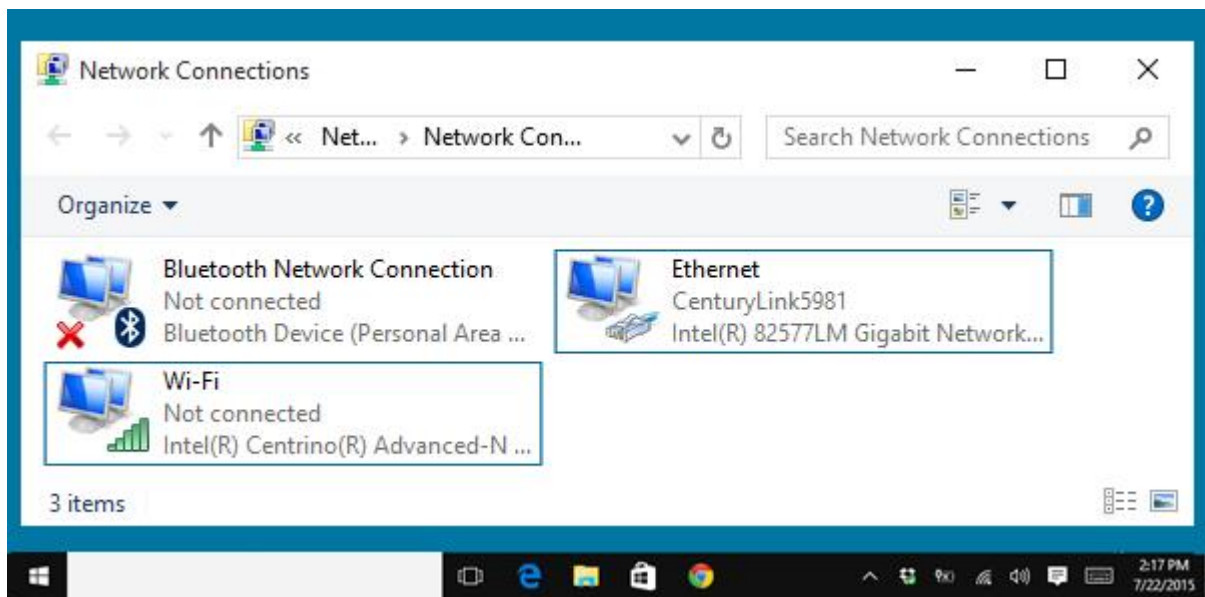 Network Connections
« Net... > Network Con...
Search Network Connections
Organize
Bluetooth Network Connection
Not connected
Bluetooth Device (Personal Area ...
Ethernet
CenturyLink5981
Intel(R) 82577LM Gigabit Network...
Wi-Fi
Not connected
Intel(R) Centrino(R) Advanced-N ...
3 items
2:17 PM
7/22/2015